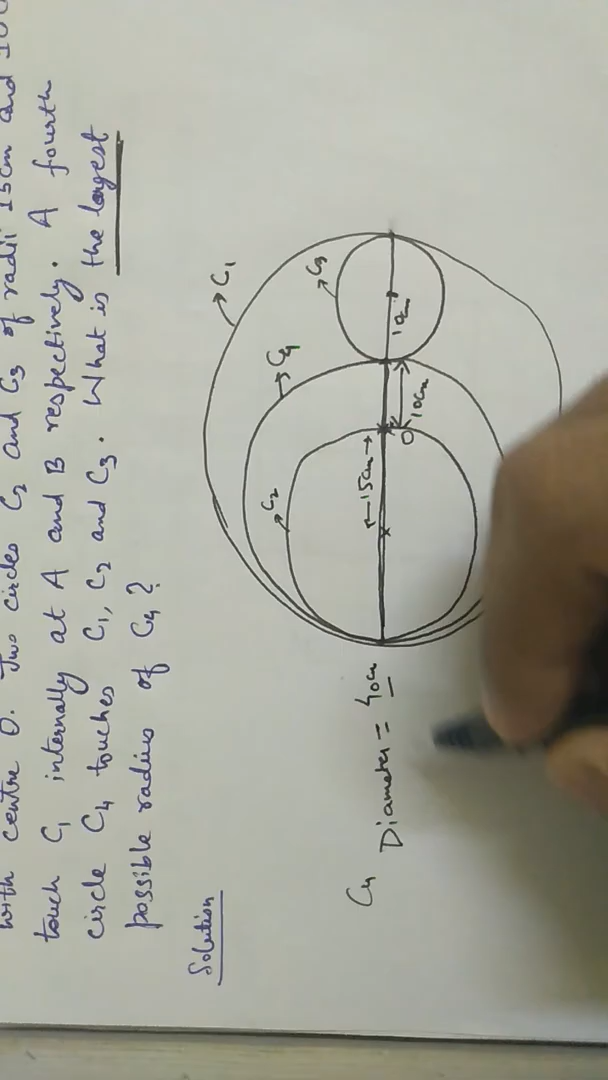 with centre O. Two circles C2 and C3 of radii 15cm and
touch C1 internally at A and B respectively. A fourth
circle C4 touches C1, C2 and C3. What is the largest
possible radius of C4?
Solution
C1
C4
C3
C2
←15cm→
O
10cm
C4
Diameter = 40cm